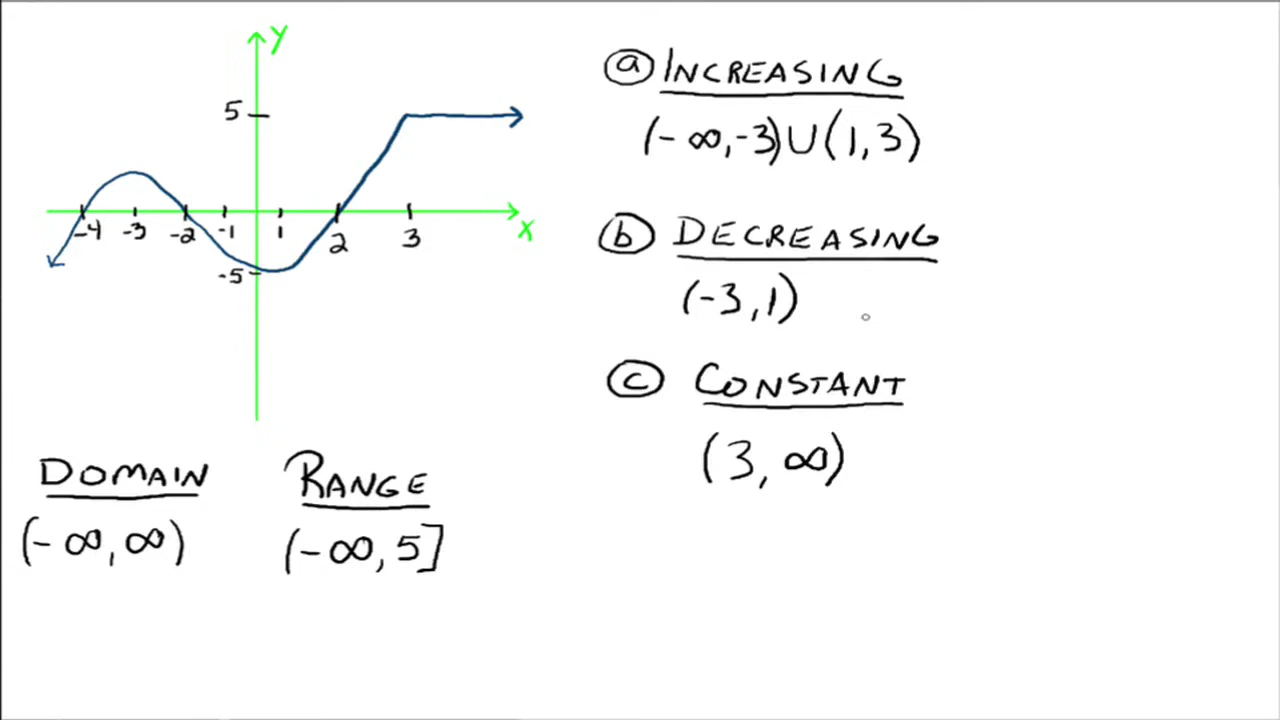 y
5
-4 -3 -2 -1 1 2 3
x
-5
a INCREASING
(-∞,-3)∪(1,3)
b DECREASING
(-3,1)
c CONSTANT
(3,∞)
DOMAIN
(-∞,∞)
RANGE
(-∞,5]